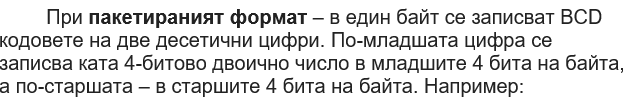 При пакетираният формат – в един байт се записват BCD
кодовете на две десетични цифри. По-младшата цифра се
записва ката 4-битово двоично число в младшите 4 бита на байта,
а по-старшата – в старшите 4 бита на байта. Например: